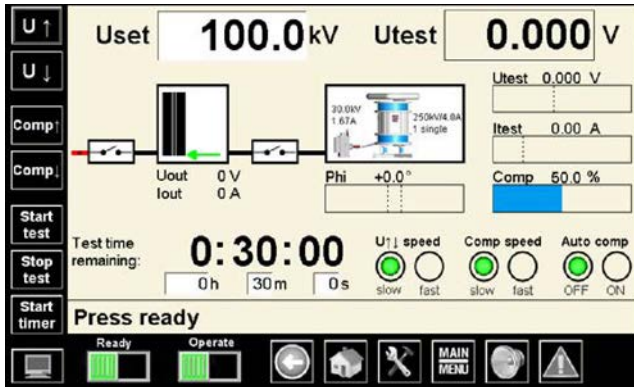 U ↑
Uset 100.0 kV Utest 0.000 V
U ↓
Utest 0.000 V
30.0kV
1.67A
250kV/4.0A
1 single
Comp↑
Itest 0.00 A
Comp↓
Uout 0 V
Iout 0 A
Phi +0.0°
Comp 50.0 %
Start
test
Test time
remaining:
0:30:00
0h 30m 0s
U↑↓ speed
slow fast
Comp speed
slow fast
Auto comp
OFF ON
Stop
test
Start
timer
Press ready
Ready Operate
MAIN
MENU